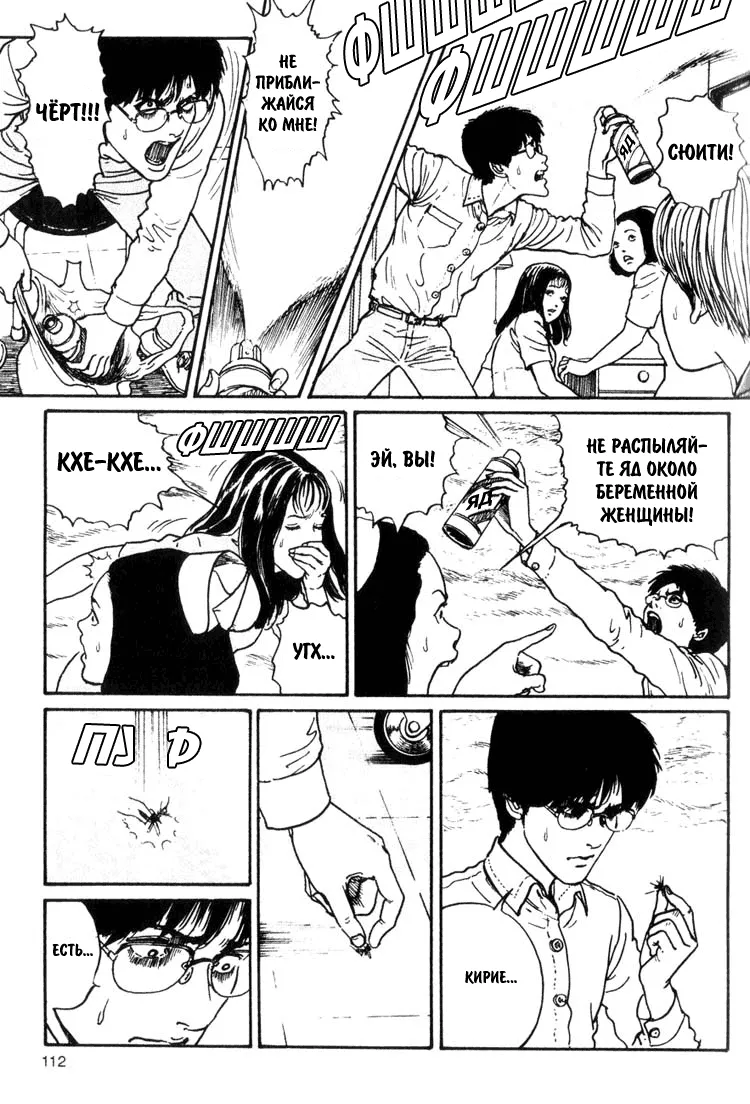 ЧЁРТ!!!
НЕ
ПРИБЛИ-
ЖАЙСЯ
КО МНЕ!
ФШШШШ
ФШШШШШ
СЮИТИ!
ЯД
КХЕ-КХЕ...
ФШШШШ
УГХ...
ЭЙ, ВЫ!
ЯД
НЕ РАСПЫЛЯЙ-
ТЕ ЯД ОКОЛО
БЕРЕМЕННОЙ
ЖЕНЩИНЫ!
ЕСТЬ...
КИРИЕ...
112